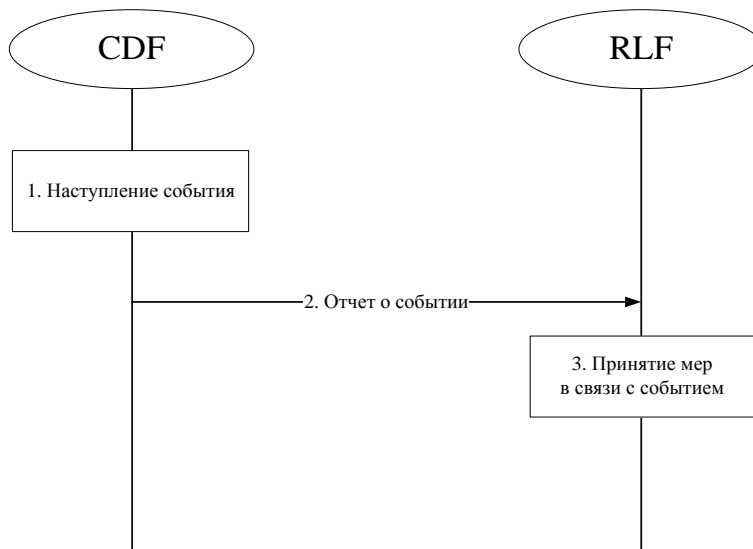 CDF
RLF
1. Наступление события
2. Отчет о событии
3. Принятие мер
в связи с событием